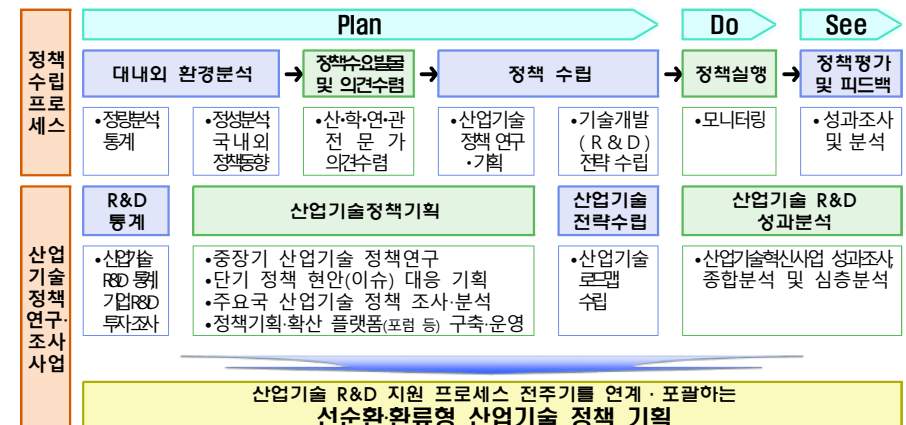 Plan
Do
See
정책
수립
프로
세스
대내외 환경분석
정책수요발굴
및 의견수렴
정책 수립
정책실행
정책평가
및 피드백
•정량분석,
통계
•정성분석,
국내외
정책동향
•산·학·연·관
전문가
의견수렴
•산업기술
정책 연구
·기획
•기술개발
(R&D)
전략 수립
•모니터링
•성과조사
및 분석
산업
기술
정책
연구·
조사
사업
R&D
통계
산업기술정책기획
산업기술
전략수립
산업기술 R&D
성과분석
•산업기술
R&D 통계
기업R&D
투자조사
•중장기 산업기술 정책연구
•단기 정책 현안(이슈) 대응 기획
•주요국 산업기술 정책 조사·분석
•정책기획·확산 플랫폼(포럼 등) 구축·운영
•산업기술
로드맵
수립
•산업기술혁신사업 성과조사,
종합분석 및 심층분석
산업기술 R&D 지원 프로세스 전주기를 연계 · 포괄하는
선순환·환류형 산업기술 정책 기획